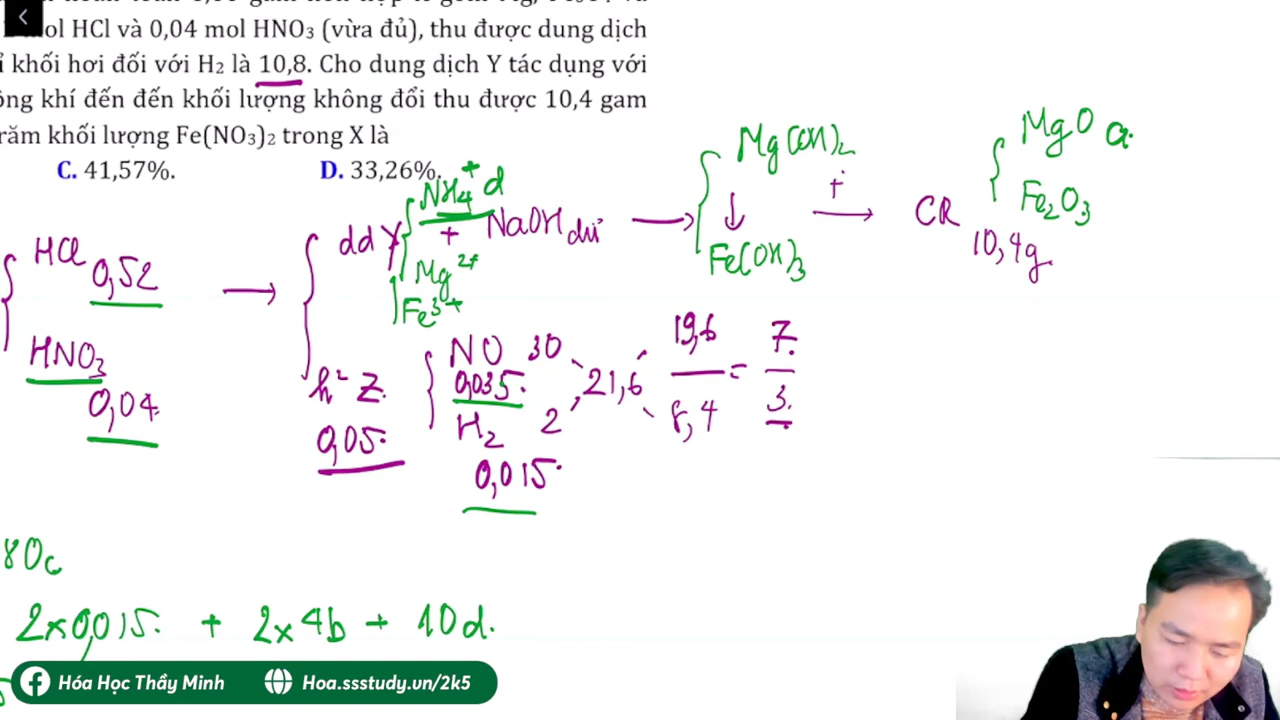 mol HCl và 0,04 mol HNO₃ (vừa đủ), thu được dung dịch
khối hơi đối với H₂ là 10,8. Cho dung dịch Y tác dụng với
khí đến đến khối lượng không đổi thu được 10,4 gam
khối lượng Fe(NO₃)₂ trong X là
C. 41,57%. D. 33,26%.
HCl 0,52
HNO₃
0,04
→
dd Y + NaOH dư
NH₄⁺ d
Mg²⁺
Fe³⁺
h² Z
0,05
NO 30
0,035
H₂ 2
0,015
21,6
19,6
8,4
= 7
3
→
Mg(OH)₂
↓
Fe(OH)₃
→
CR
10,4g
MgO a
Fe₂O₃
80c
2×0,015 + 2×4b + 10d.
Hóa Học Thầy Minh
Hoa.ssstudy.vn/2k5